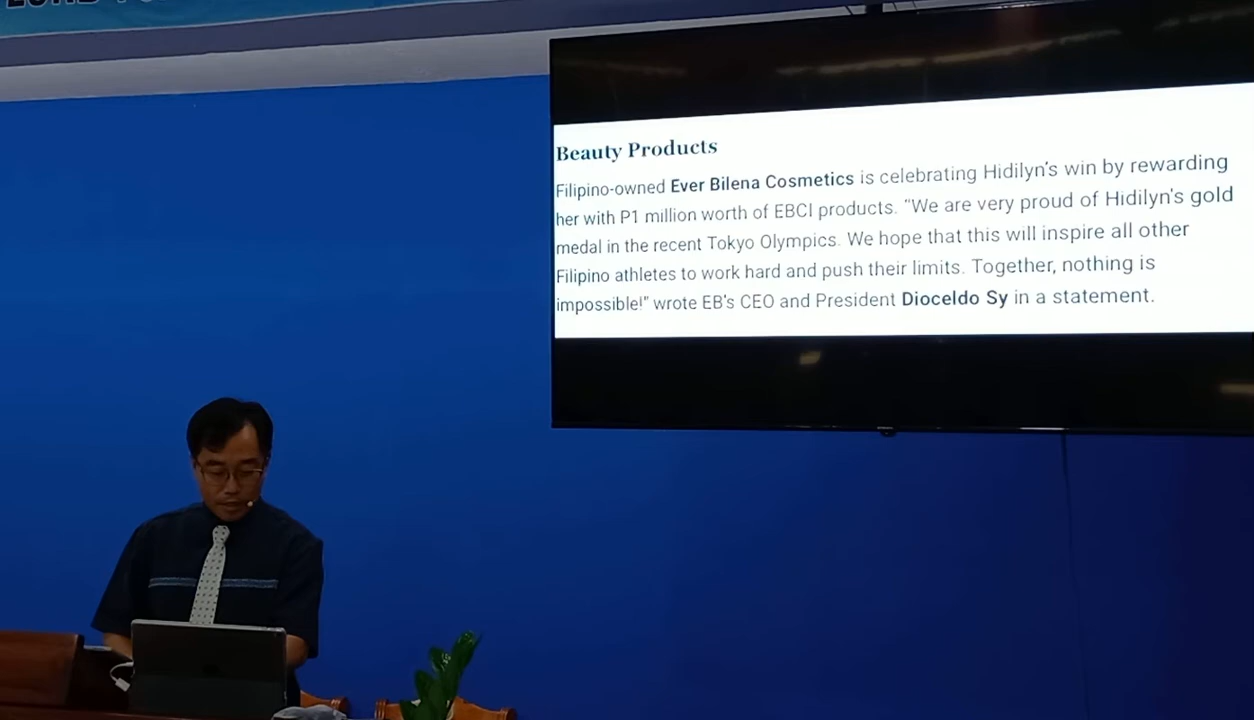 Beauty Products
Filipino-owned Ever Bilena Cosmetics is celebrating Hidilyn's win by rewarding
her with P1 million worth of EBCI products. "We are very proud of Hidilyn's gold
medal in the recent Tokyo Olympics. We hope that this will inspire all other
Filipino athletes to work hard and push their limits. Together, nothing is
impossible!" wrote EB's CEO and President Dioceldo Sy in a statement.